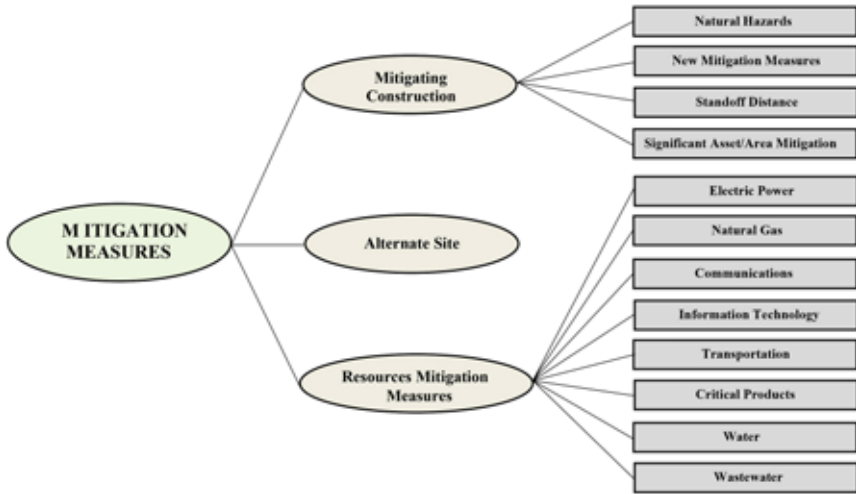 Natural Hazards
Mitigating
Construction
New Mitigation Measures
Standoff Distance
Significant Asset/Area Mitigation
Electric Power
M ITIGATION
MEASURES
Alternate Site
Natural Gas
Communications
Information Technology
Transportation
Resources Mitigation
Measures
Critical Products
Water
Wastewater